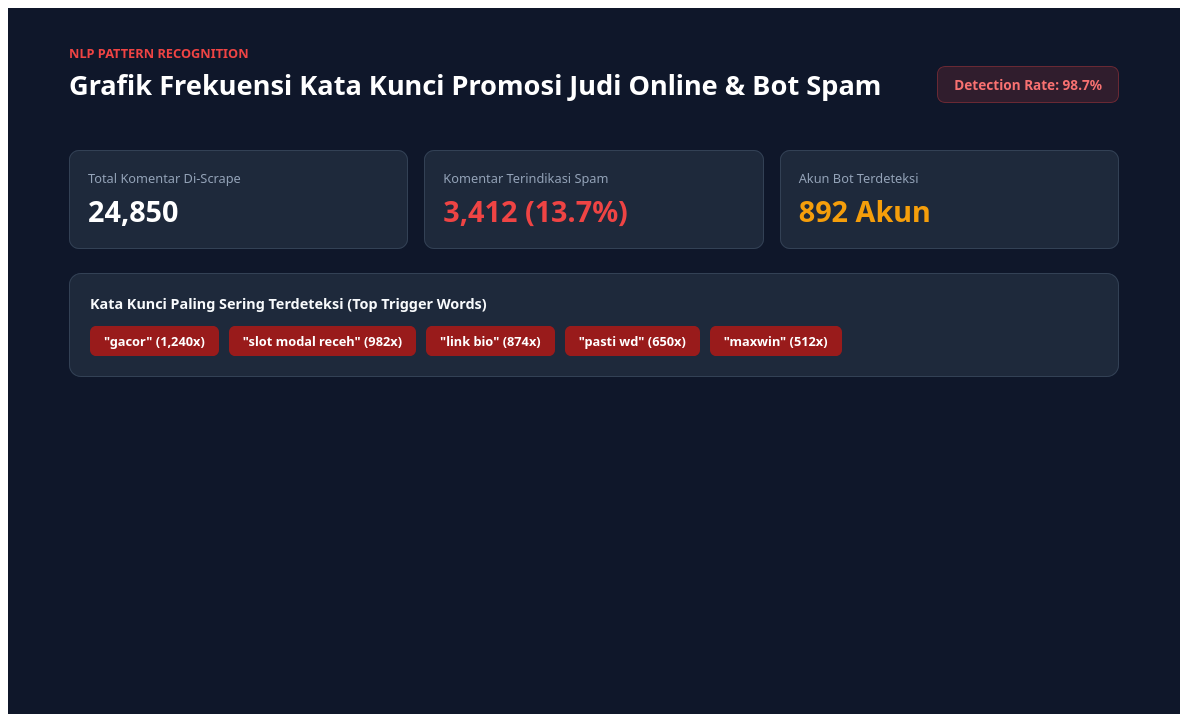 NLP PATTERN RECOGNITION
Grafik Frekuensi Kata Kunci Promosi Judi Online & Bot Spam
Detection Rate: 98.7%
Total Komentar Di-Scrape
24,850
Komentar Terindikasi Spam
3,412 (13.7%)
Akun Bot Terdeteksi
892 Akun
Kata Kunci Paling Sering Terdeteksi (Top Trigger Words)
"gacor" (1,240x) "slot modal receh" (982x) "link bio" (874x) "pasti wd" (650x) "maxwin" (512x)